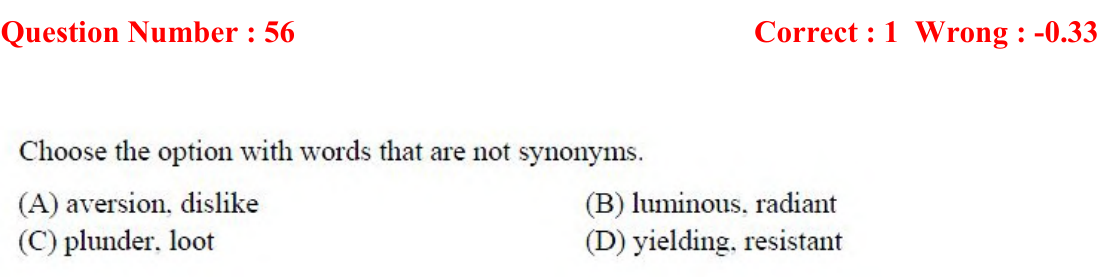 Question Number : 56 Correct : 1 Wrong : -0.33
Choose the option with words that are not synonyms.
(A) aversion, dislike (B) luminous, radiant
(C) plunder, loot (D) yielding, resistant